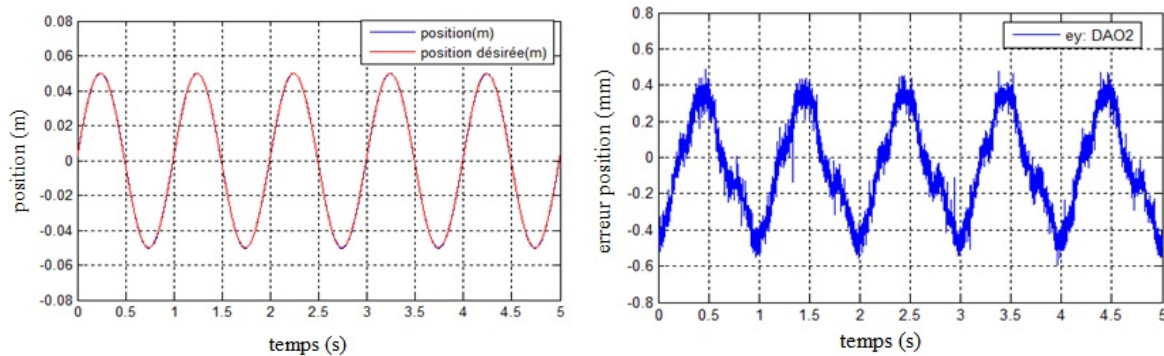 position (m)
0.08
0.06
0.04
0.02
0
-0.02
-0.04
-0.06
-0.08
position(m)
position désirée(m)
0 0.5 1 1.5 2 2.5 3 3.5 4 4.5 5
temps (s)
erreur position (mm)
0.8
0.6
0.4
0.2
0
-0.2
-0.4
-0.6
-0.8
ey: DAO2
0 0.5 1 1.5 2 2.5 3 3.5 4 4.5 5
temps (s)